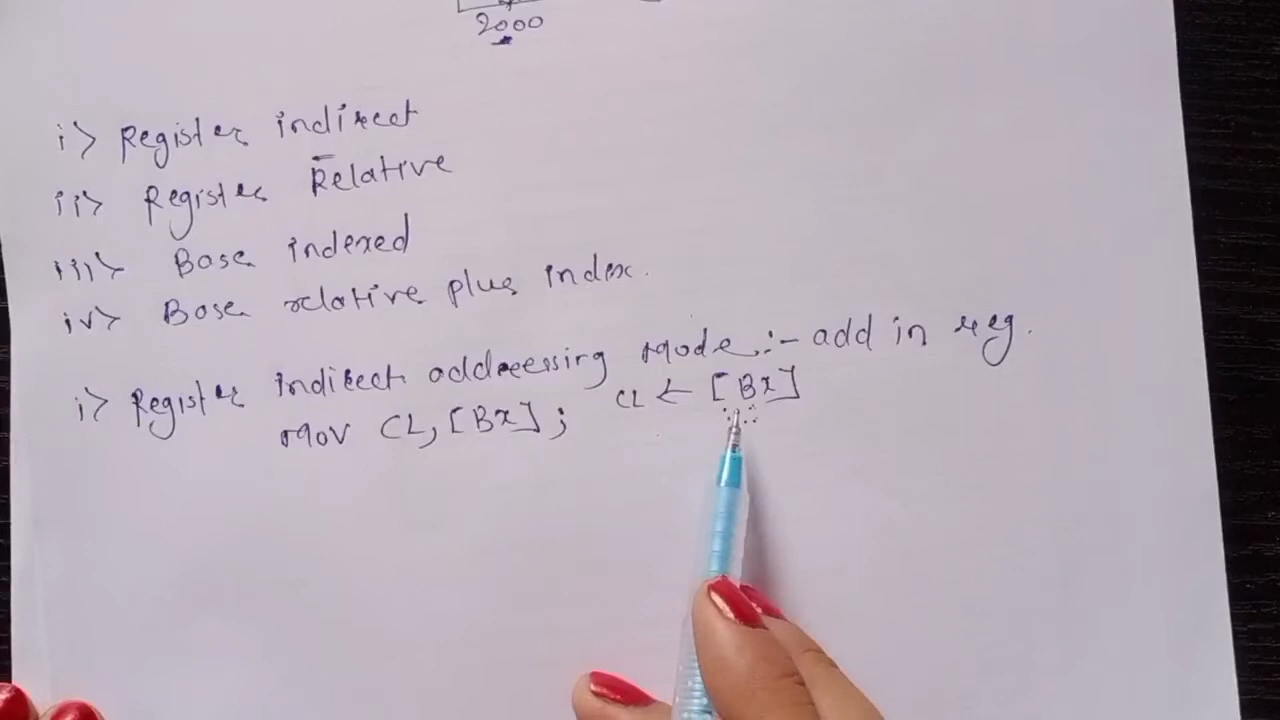 2000
i> Register indirect
ii> Register Relative
iii> Base indexed
iv> Base relative plus index.
i> Register indirect addressing mode :- add in reg.
mov CL, [Bx] ; CL ← [Bx]